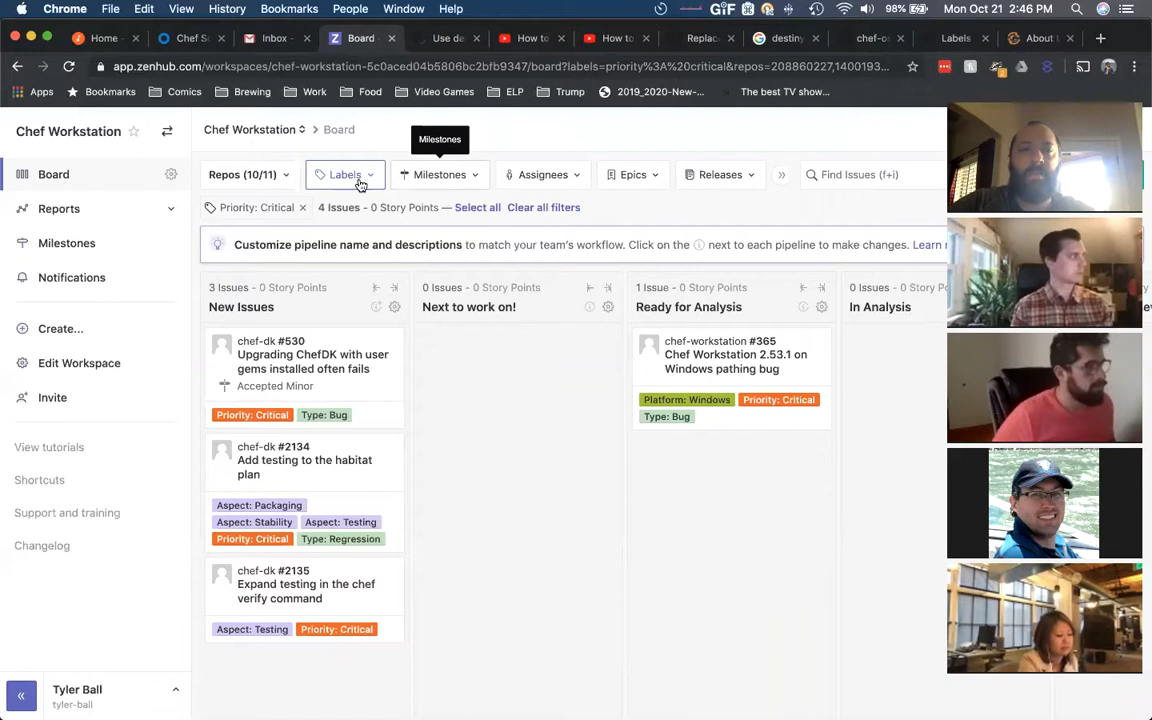 Chrome File Edit View History Bookmarks People Window Help GIF 98% Mon Oct 21 2:46 PM
Home - Chef S Inbox - Board - Use da How to How to Replac destiny chef-o Labels About
app.zenhub.com/workspaces/chef-workstation-5c0aced04b5806bc2bfb9347/board?labels=priority%3A%20critical&repos=208860227,1400193...
Apps Bookmarks Comics Brewing Work Food Video Games ELP Trump 2019_2020-New-... The best TV show...
Chef Workstation
Chef Workstation > Board
Milestones
Board
Reports
Milestones
Notifications
Create...
Edit Workspace
Invite
View tutorials
Shortcuts
Support and training
Changelog
Tyler Ball
tyler-ball
Repos (10/11) Labels Milestones Assignees Epics Releases Find Issues (f+i)
Priority: Critical × 4 Issues - 0 Story Points — Select all Clear all filters
Customize pipeline name and descriptions to match your team's workflow. Click on the next to each pipeline to make changes. Learn
3 Issues - 0 Story Points
New Issues
chef-dk #530
Upgrading ChefDK with user
gems installed often fails
Accepted Minor
Priority: Critical Type: Bug
chef-dk #2134
Add testing to the habitat
plan
Aspect: Packaging
Aspect: Stability Aspect: Testing
Priority: Critical Type: Regression
chef-dk #2135
Expand testing in the chef
verify command
Aspect: Testing Priority: Critical
0 Issues - 0 Story Points
Next to work on!
1 Issue - 0 Story Points
Ready for Analysis
chef-workstation #365
Chef Workstation 2.53.1 on
Windows pathing bug
Platform: Windows Priority: Critical
Type: Bug
0 Issues - 0 Story Po
In Analysis